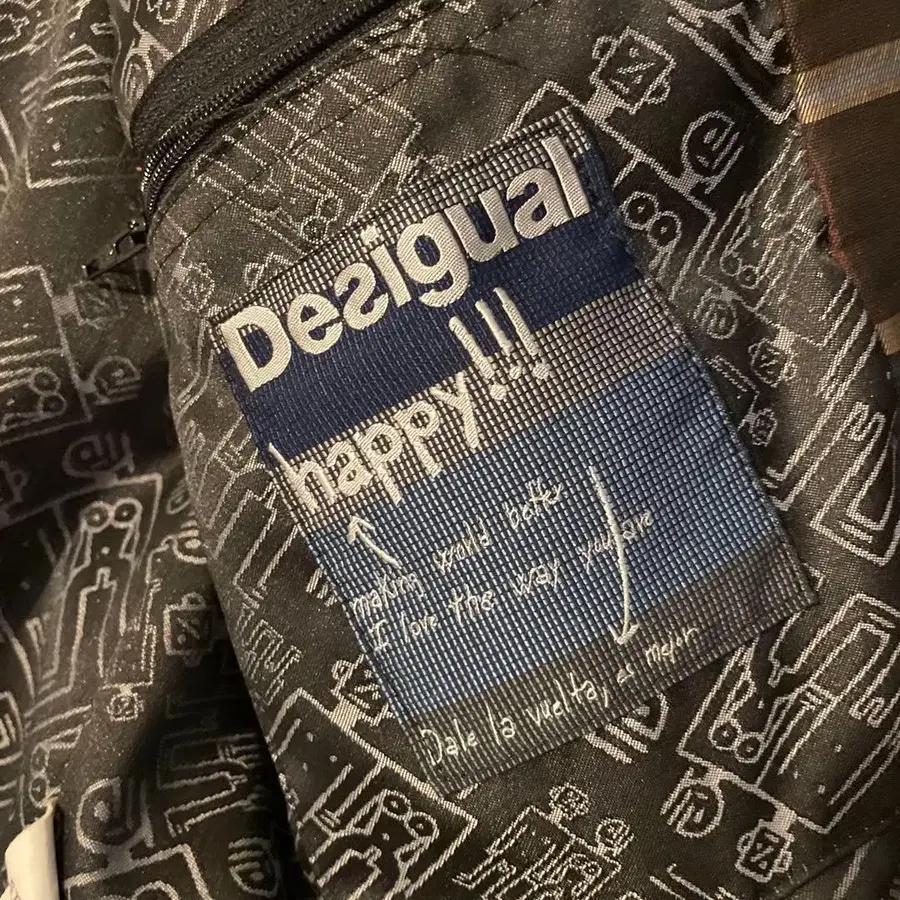 Desigual
happy!!!
making world better
I love the way you are
Dale la vuelta, es mejor